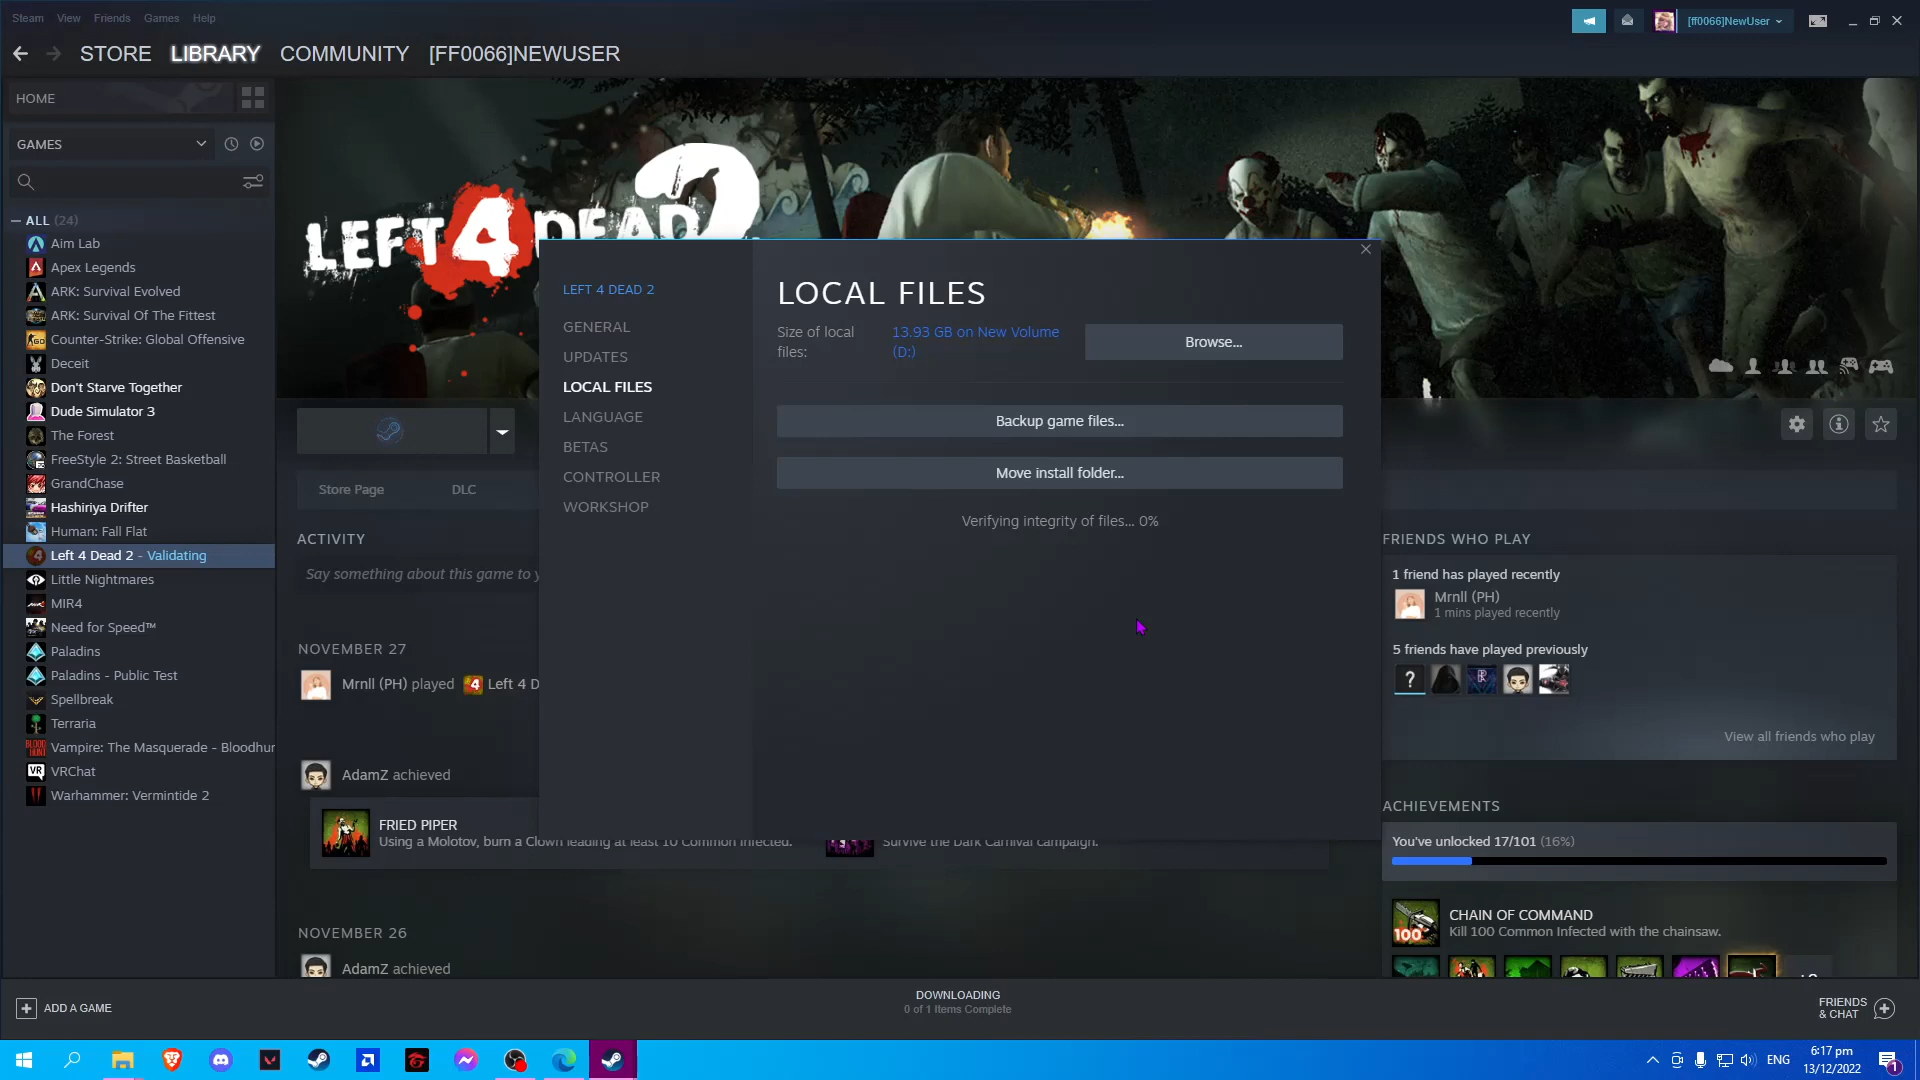 Steam View Friends Games Help
[ff0066]NewUser
STORE LIBRARY COMMUNITY [FF0066]NEWUSER
HOME
GAMES
ALL (24)
Aim Lab
Apex Legends
ARK: Survival Evolved
ARK: Survival Of The Fittest
Counter-Strike: Global Offensive
Deceit
Don't Starve Together
Dude Simulator 3
The Forest
FreeStyle 2: Street Basketball
GrandChase
Hashiriya Drifter
Human: Fall Flat
Left 4 Dead 2 - Validating
Little Nightmares
MIR4
Need for Speed™
Paladins
Paladins - Public Test
Spellbreak
Terraria
Vampire: The Masquerade - Bloodhun
VRChat
Warhammer: Vermintide 2
LEFT 4 DEAD 2
LEFT 4 DEAD 2
GENERAL
UPDATES
LOCAL FILES
LANGUAGE
BETAS
CONTROLLER
WORKSHOP
LOCAL FILES
Size of local files:
13.93 GB on New Volume (D:)
Browse...
Backup game files...
Move install folder...
Verifying integrity of files... 0%
Store Page DLC
ACTIVITY
Say something about this game to y
NOVEMBER 27
Mrnll (PH) played Left 4 D
AdamZ achieved
FRIED PIPER
Using a Molotov, burn a Clown leading at least 10 Common Infected.
Survive the Dark Carnival campaign.
NOVEMBER 26
AdamZ achieved
FRIENDS WHO PLAY
1 friend has played recently
Mrnll (PH)
1 mins played recently
5 friends have played previously
View all friends who play
ACHIEVEMENTS
You've unlocked 17/101 (16%)
100
CHAIN OF COMMAND
Kill 100 Common Infected with the chainsaw.
ADD A GAME
DOWNLOADING
0 of 1 Items Complete
FRIENDS
& CHAT
ENG
6:17 pm
13/12/2022
1